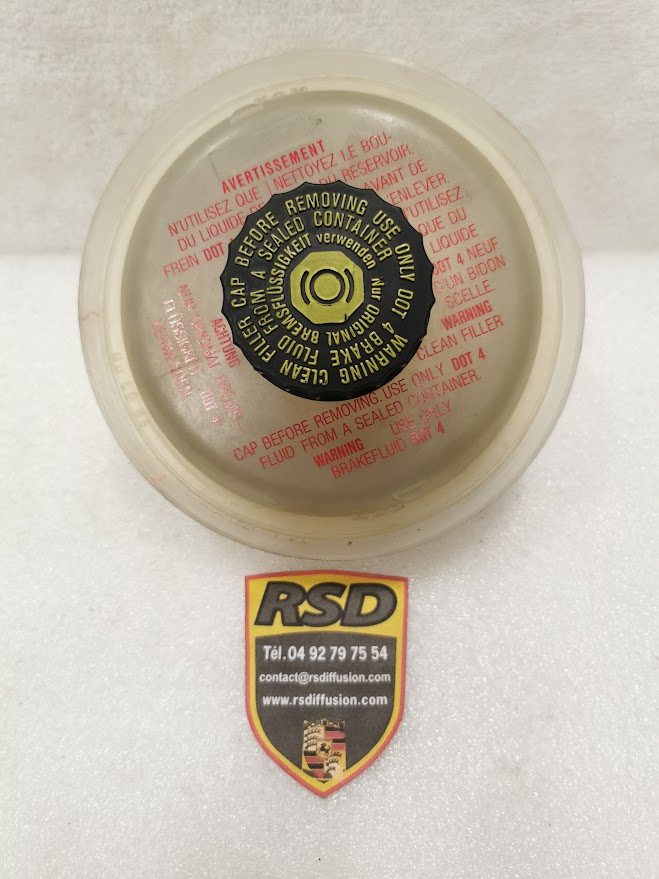 AVERTISSEMENT
N'UTILISEZ QUE NETTOYEZ LE BOU-
DU LIQUIDE DU RESERVOIR.
FREIN DOT AVANT DE
ENLEVER.
N'UTILISEZ
QUE DU
LIQUIDE
DOT 4 NEUF
D'UN BIDON
SCELLE.
WARNING
CLEAN FILLER
CAP BEFORE REMOVING. USE ONLY DOT 4
FLUID FROM A SEALED CONTAINER.
WARNING USE ONLY
BRAKEFLUID DOT 4
ACHTUNG
DOT 4
WARNING CLEAN FILLER CAP BEFORE REMOVING USE ONLY DOT 4 BRAKE FLUID FROM A SEALED CONTAINER
Nur ORIGINAL BREMSFLÜSSIGKEIT verwenden
RSD
Tél. 04 92 79 75 54
contact@rsdiffusion.com
www.rsdiffusion.com